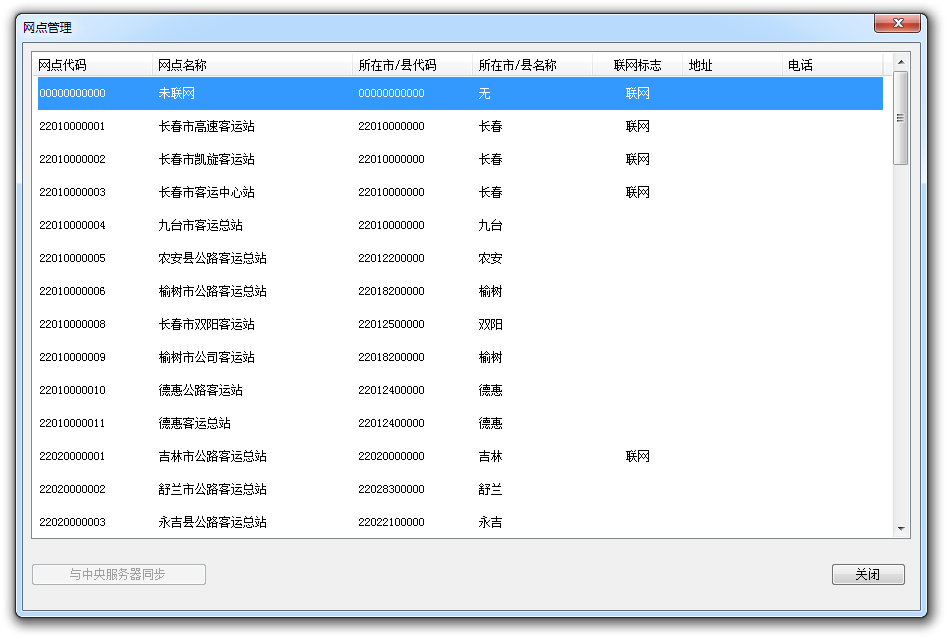 网点管理
网点代码 网点名称 所在市/县代码 所在市/县名称 联网标志 地址 电话
00000000000 未联网 00000000000 无 联网
22010000001 长春市高速客运站 22010000000 长春 联网
22010000002 长春市凯旋客运站 22010000000 长春 联网
22010000003 长春市客运中心站 22010000000 长春 联网
22010000004 九台市客运总站 22010000000 九台
22010000005 农安县公路客运总站 22012200000 农安
22010000006 榆树市公路客运总站 22018200000 榆树
22010000008 长春市双阳客运站 22012500000 双阳
22010000009 榆树市公司客运站 22018200000 榆树
22010000010 德惠公路客运站 22012400000 德惠
22010000011 德惠客运总站 22012400000 德惠
22020000001 吉林市公路客运总站 22020000000 吉林 联网
22020000002 舒兰市公路客运总站 22028300000 舒兰
22020000003 永吉县公路客运总站 22022100000 永吉
与中央服务器同步 关闭